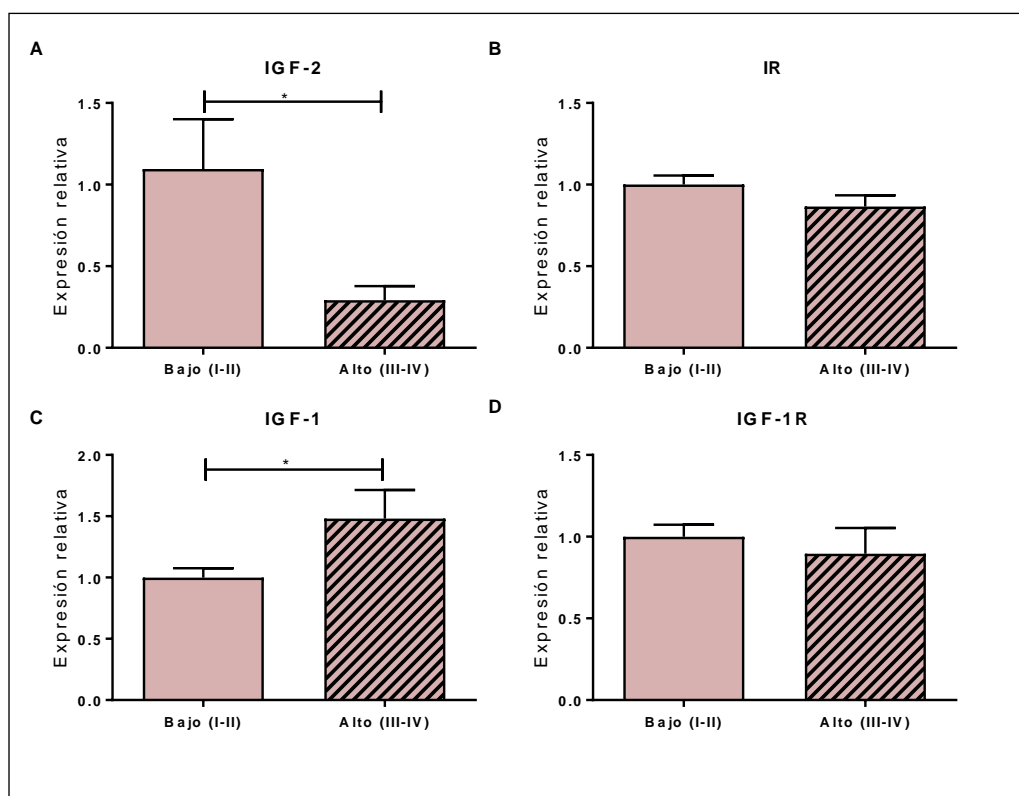 A
IGF-2
*
Expresión relativa
1.5
1.0
0.5
0.0
Bajo (I-II)
Alto (III-IV)
B
IR
Expresión relativa
1.5
1.0
0.5
0.0
Bajo (I-II)
Alto (III-IV)
C
IGF-1
*
Expresión relativa
2.0
1.5
1.0
0.5
0.0
Bajo (I-II)
Alto (III-IV)
D
IGF-1R
Expresión relativa
1.5
1.0
0.5
0.0
Bajo (I-II)
Alto (III-IV)